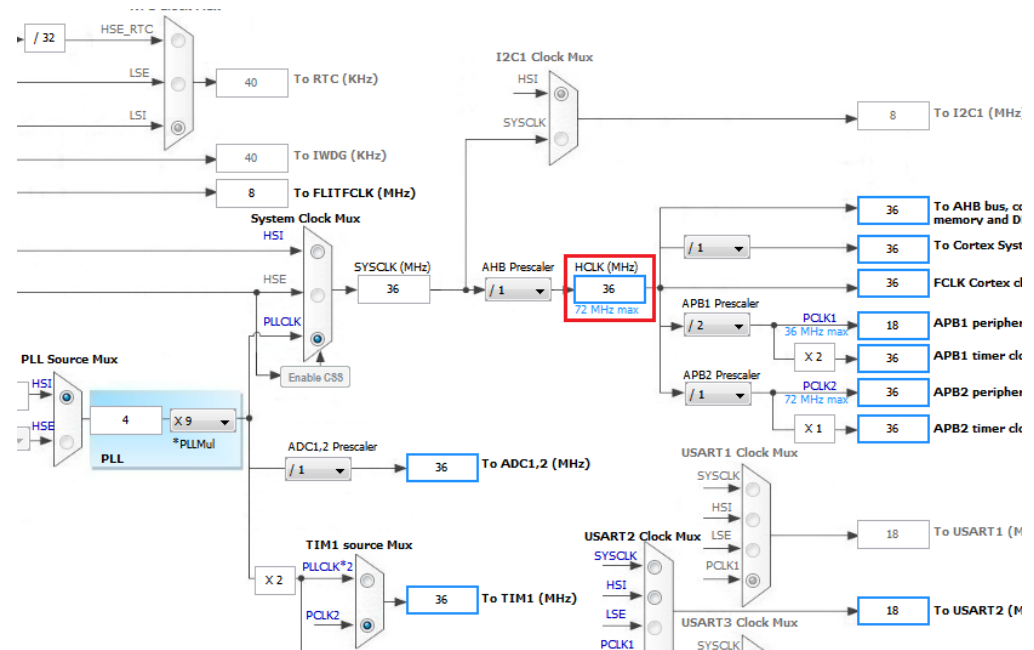 / 32
HSE_RTC
LSE
40
To RTC (KHz)
LSI
40
To IWDG (KHz)
8
To FLITFCLK (MHz)
I2C1 Clock Mux
HSI
SYSCLK
8
To I2C1 (MHz)
System Clock Mux
HSI
HSE
PLLCLK
Enable CSS
SYSCLK (MHz)
36
AHB Prescaler
/ 1
HCLK (MHz)
36
72 MHz max
36
To AHB bus, co
memory and D
/ 1
36
To Cortex Syst
36
FCLK Cortex cl
APB1 Prescaler
/ 2
PCLK1
36 MHz max
18
APB1 peripher
X 2
36
APB1 timer clo
APB2 Prescaler
/ 1
PCLK2
72 MHz max
36
APB2 peripher
X 1
36
APB2 timer clo
PLL Source Mux
HSI
HSE
4
X 9
*PLLMul
PLL
ADC1,2 Prescaler
/ 1
36
To ADC1,2 (MHz)
TIM1 source Mux
X 2
PLLCLK*2
PCLK2
36
To TIM1 (MHz)
USART1 Clock Mux
SYSCLK
HSI
LSE
PCLK1
18
To USART1 (M
USART2 Clock Mux
SYSCLK
HSI
LSE
PCLK1
18
To USART2 (M
USART3 Clock Mux
SYSCLK